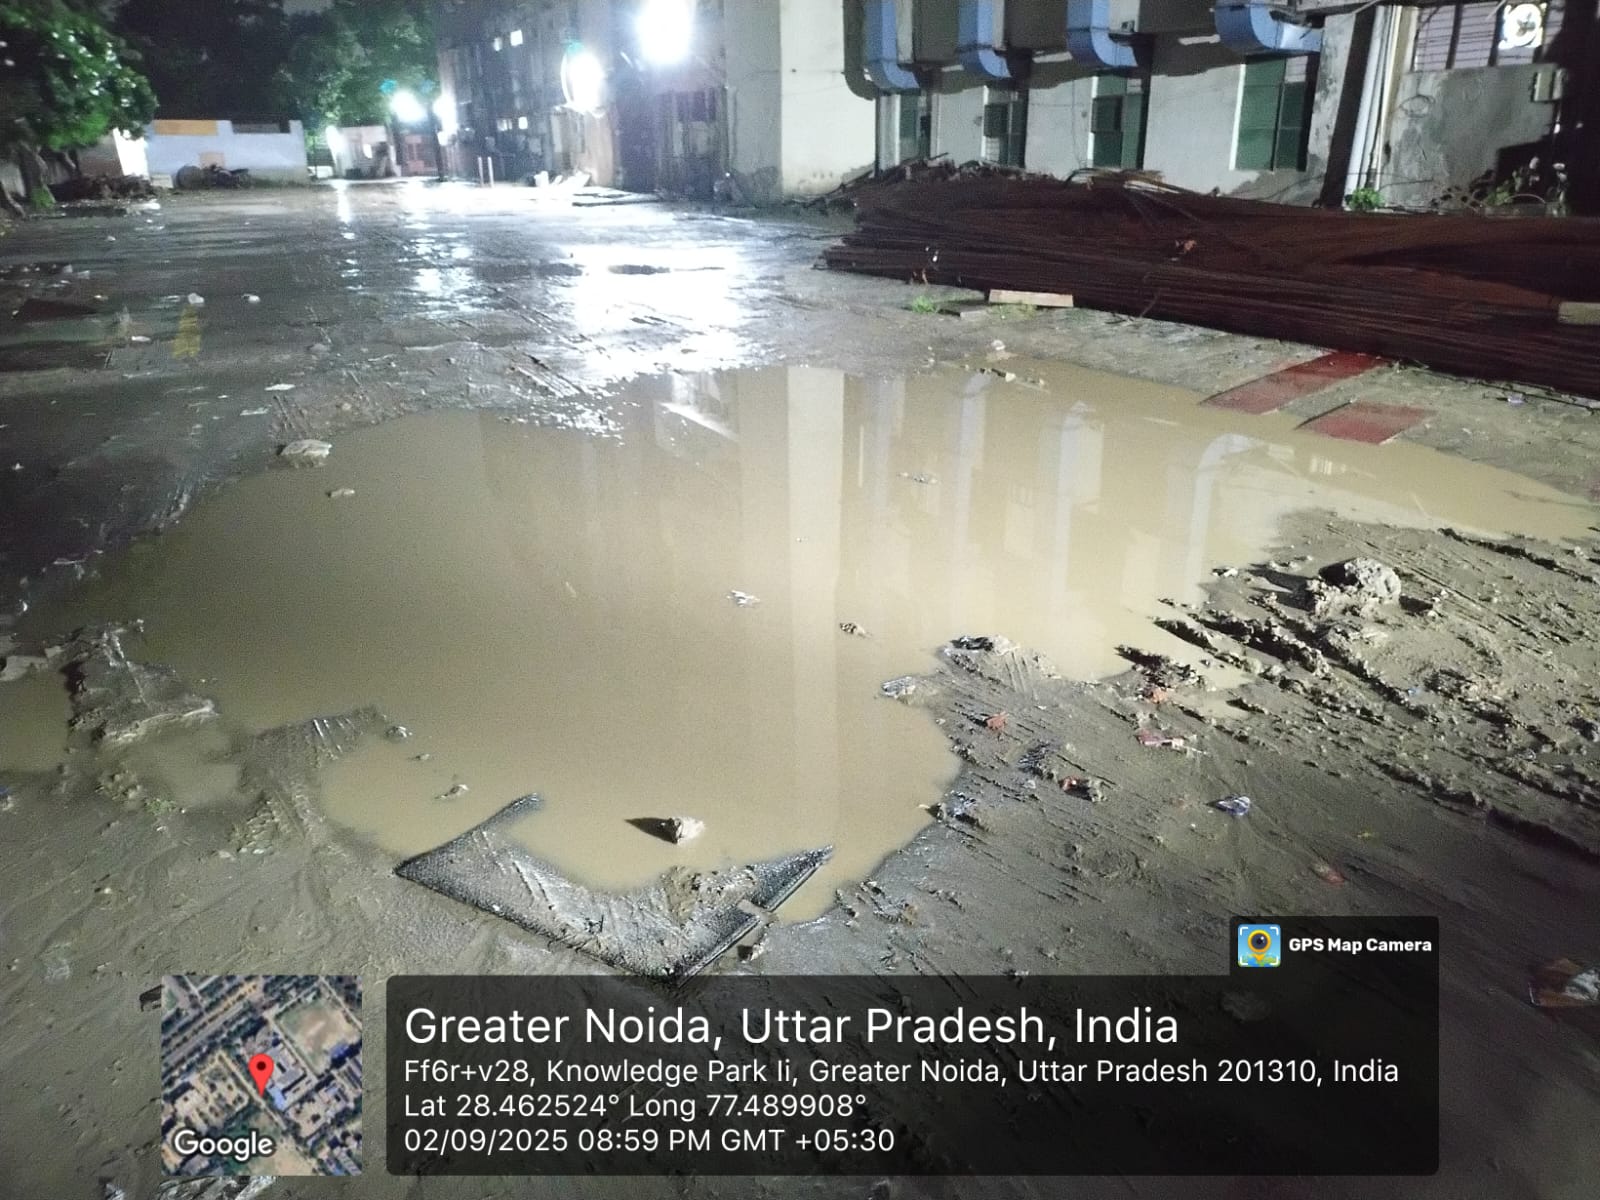 GPS Map Camera
Greater Noida, Uttar Pradesh, India
Ff6r+v28, Knowledge Park Ii, Greater Noida, Uttar Pradesh 201310, India
Lat 28.462524° Long 77.489908°
02/09/2025 08:59 PM GMT +05:30
Google